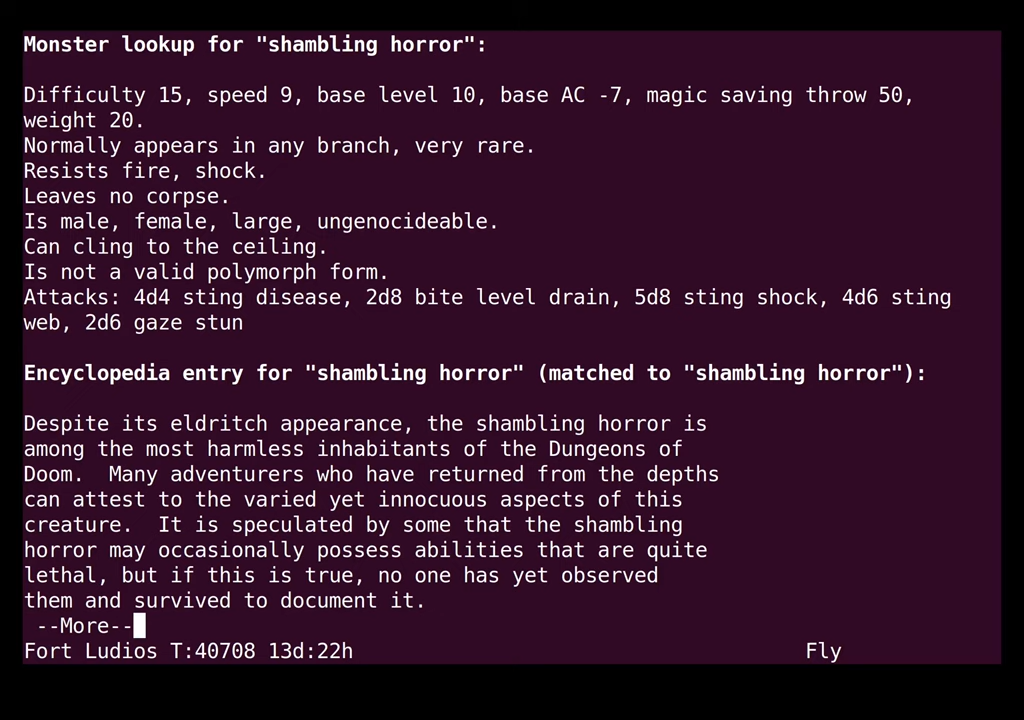 Monster lookup for "shambling horror":
Difficulty 15, speed 9, base level 10, base AC -7, magic saving throw 50,
weight 20.
Normally appears in any branch, very rare.
Resists fire, shock.
Leaves no corpse.
Is male, female, large, ungenocideable.
Can cling to the ceiling.
Is not a valid polymorph form.
Attacks: 4d4 sting disease, 2d8 bite level drain, 5d8 sting shock, 4d6 sting
web, 2d6 gaze stun
Encyclopedia entry for "shambling horror" (matched to "shambling horror"):
Despite its eldritch appearance, the shambling horror is
among the most harmless inhabitants of the Dungeons of
Doom.  Many adventurers who have returned from the depths
can attest to the varied yet innocuous aspects of this
creature.  It is speculated by some that the shambling
horror may occasionally possess abilities that are quite
lethal, but if this is true, no one has yet observed
them and survived to document it.
--More--
Fort Ludios T:40708 13d:22h Fly